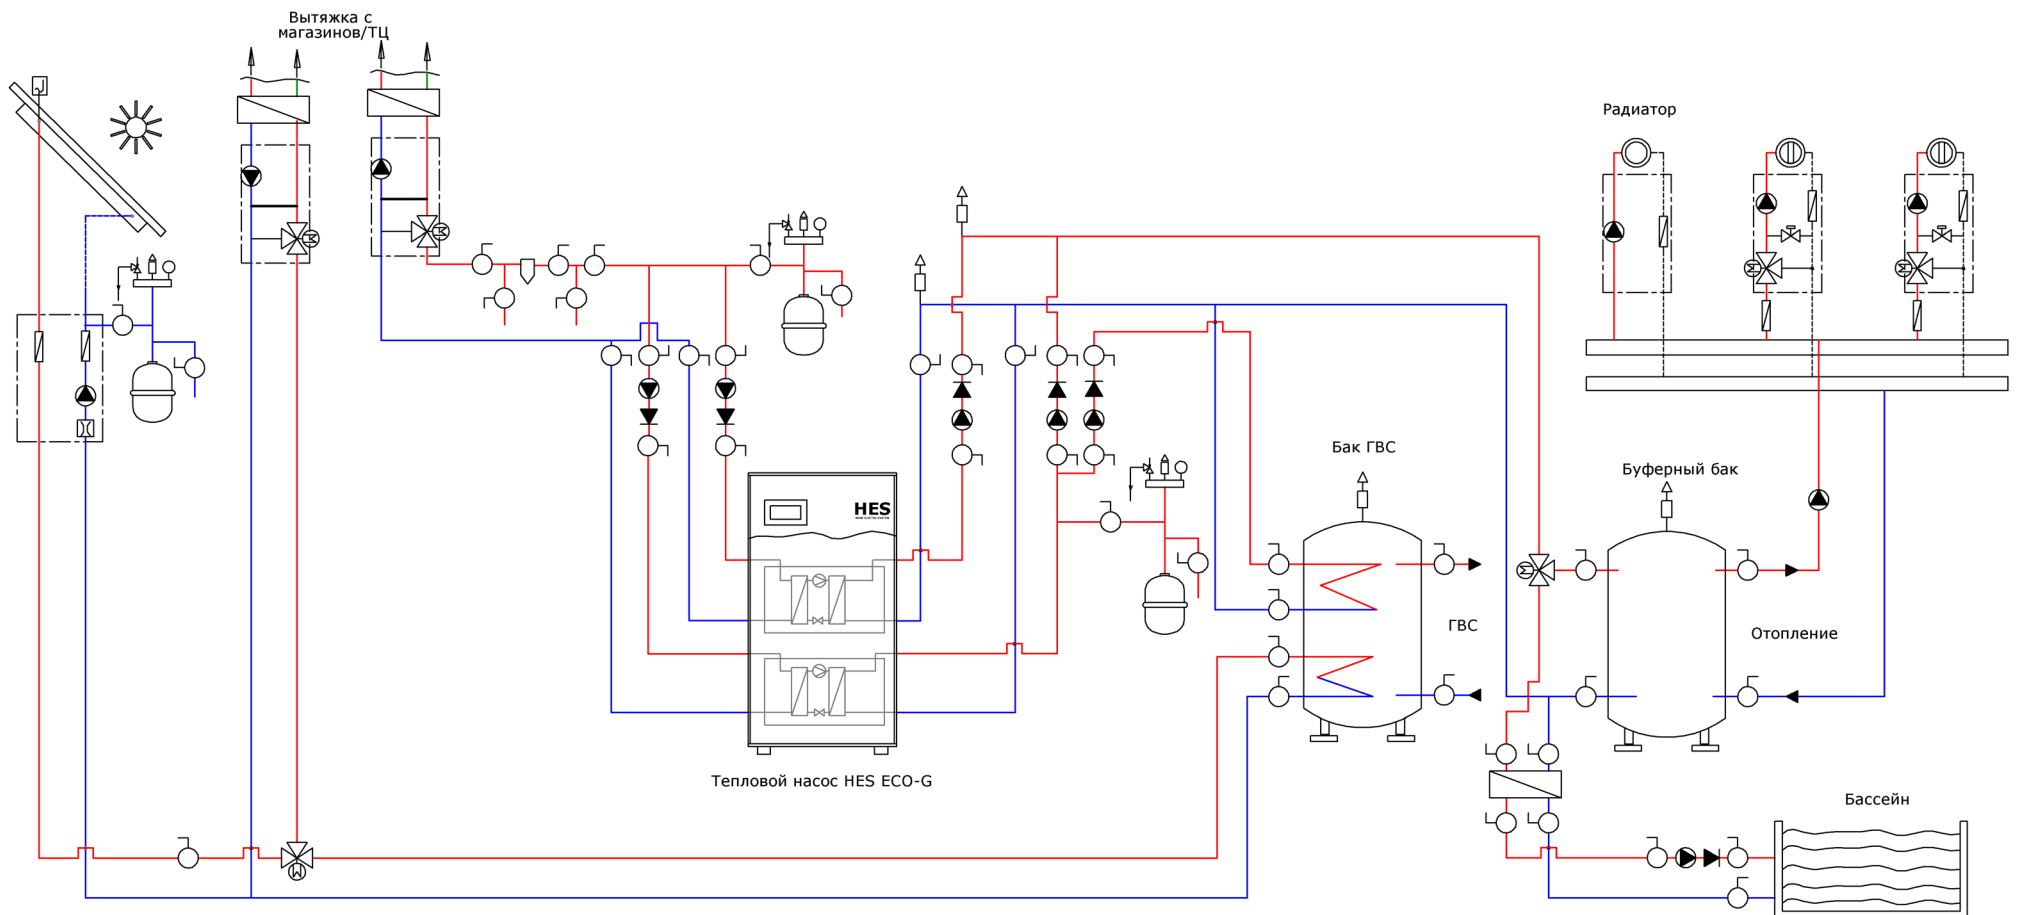 Вытяжка с
магазинов/ТЦ
Радиатор
HES
Бак ГВС
Буферный бак
ГВС
Отопление
Тепловой насос HES ECO-G
Бассейн